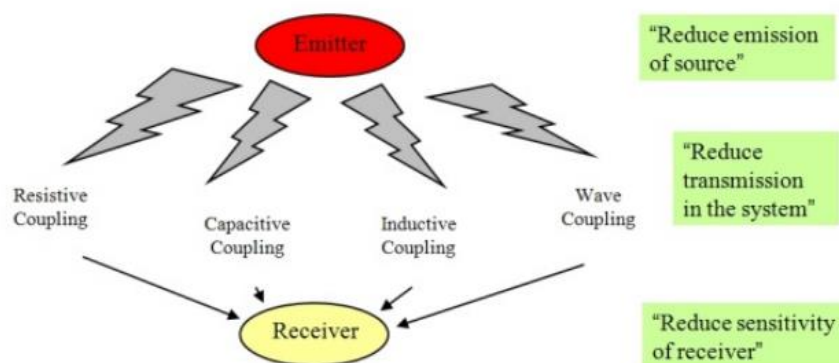 Emitter
"Reduce emission
of source"
"Reduce
transmission
in the system"
Resistive
Coupling
Capacitive
Coupling
Inductive
Coupling
Wave
Coupling
Receiver
"Reduce sensitivity
of receiver"